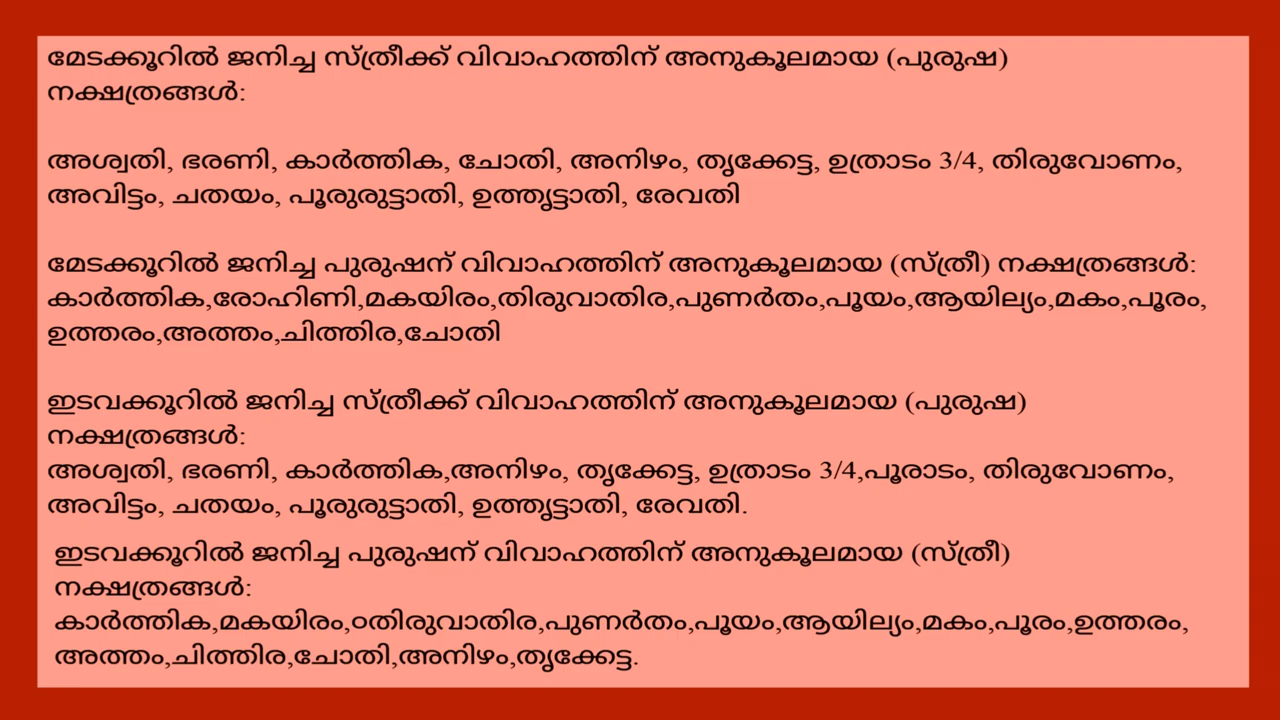 മേടക്കൂറിൽ ജനിച്ച സ്ത്രീക്ക് വിവാഹത്തിന് അനുകൂലമായ (പുരുഷ)
നക്ഷത്രങ്ങൾ:
അശ്വതി, ഭരണി, കാർത്തിക, ചോതി, അനിഴം, തൃക്കേട്ട, ഉത്രാടം 3/4, തിരുവോണം,
അവിട്ടം, ചതയം, പൂരുരുട്ടാതി, ഉത്തൃട്ടാതി, രേവതി
മേടക്കൂറിൽ ജനിച്ച പുരുഷന് വിവാഹത്തിന് അനുകൂലമായ (സ്ത്രീ) നക്ഷത്രങ്ങൾ:
കാർത്തിക,രോഹിണി,മകയിരം,തിരുവാതിര,പുണർതം,പൂയം,ആയില്യം,മകം,പൂരം,
ഉത്തരം,അത്തം,ചിത്തിര,ചോതി
ഇടവക്കൂറിൽ ജനിച്ച സ്ത്രീക്ക് വിവാഹത്തിന് അനുകൂലമായ (പുരുഷ)
നക്ഷത്രങ്ങൾ:
അശ്വതി, ഭരണി, കാർത്തിക,അനിഴം, തൃക്കേട്ട, ഉത്രാടം 3/4,പൂരാടം, തിരുവോണം,
അവിട്ടം, ചതയം, പൂരുരുട്ടാതി, ഉത്തൃട്ടാതി, രേവതി.
ഇടവക്കൂറിൽ ജനിച്ച പുരുഷന് വിവാഹത്തിന് അനുകൂലമായ (സ്ത്രീ)
നക്ഷത്രങ്ങൾ:
കാർത്തിക,മകയിരം,ഠതിരുവാതിര,പുണർതം,പൂയം,ആയില്യം,മകം,പൂരം,ഉത്തരം,
അത്തം,ചിത്തിര,ചോതി,അനിഴം,തൃക്കേട്ട.